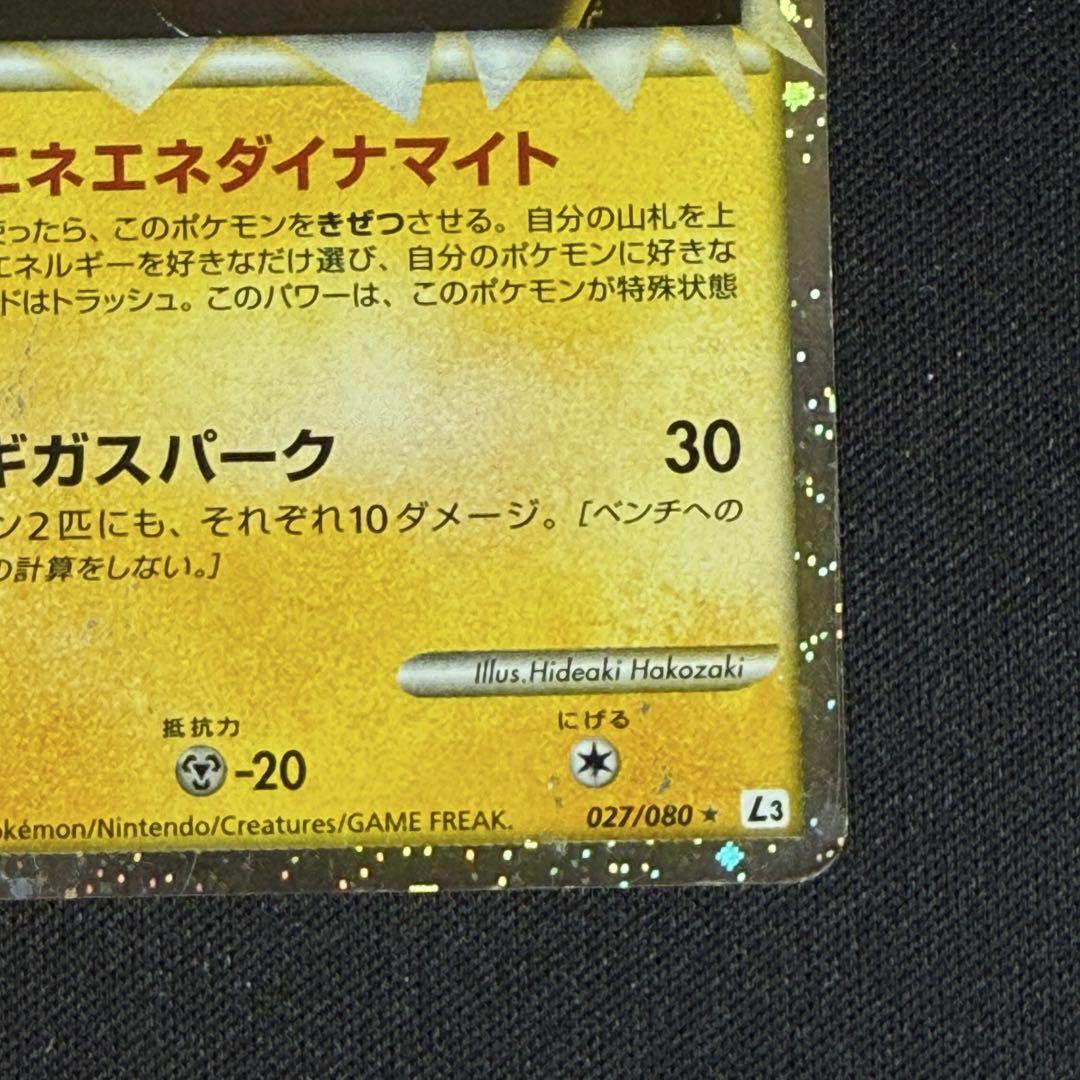 エネエネダイナマイト
使ったら、このポケモンをきぜつさせる。自分の山札を上
エネルギーを好きなだけ選び、自分のポケモンに好きな
ドはトラッシュ。このパワーは、このポケモンが特殊状態
ギガスパーク 30
ン2匹にも、それぞれ10ダメージ。[ベンチへの
の計算をしない。]
Illus. Hideaki Hakozaki
抵抗力 にげる
-20
okémon/Nintendo/Creatures/GAME FREAK.
027/080 ★ L3